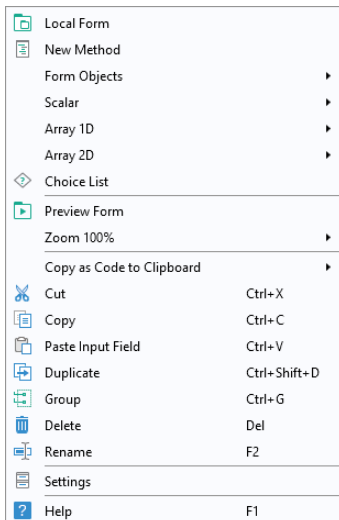 Local Form
New Method
Form Objects
Scalar
Array 1D
Array 2D
Choice List
Preview Form
Zoom 100%
Copy as Code to Clipboard
Cut Ctrl+X
Copy Ctrl+C
Paste Input Field Ctrl+V
Duplicate Ctrl+Shift+D
Group Ctrl+G
Delete Del
Rename F2
Settings
Help F1